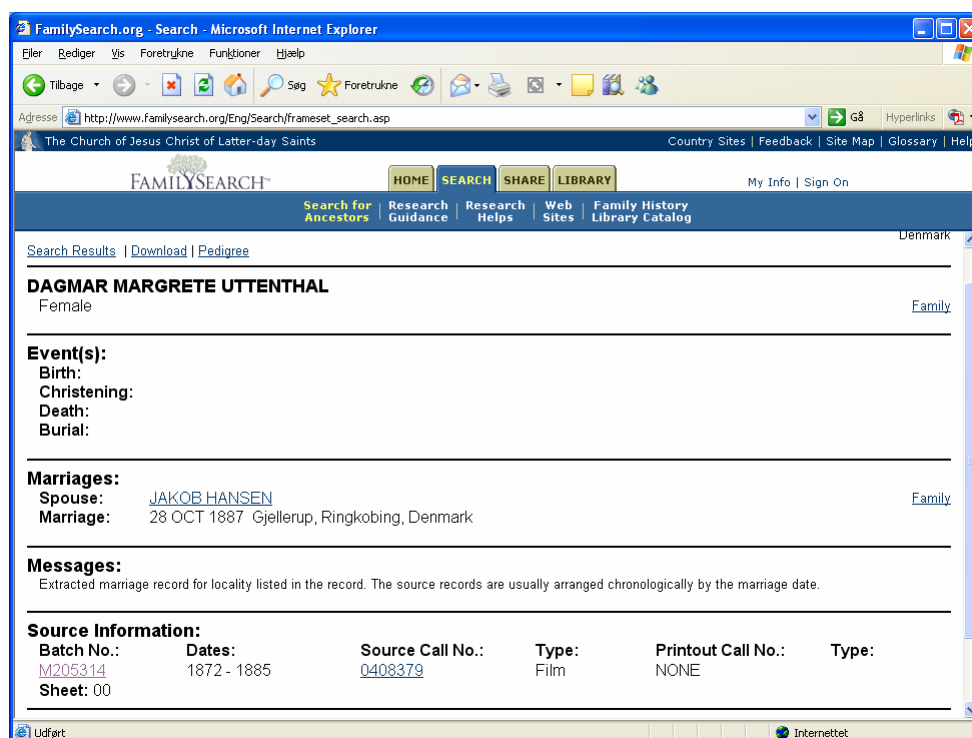 FamilySearch.org - Search - Microsoft Internet Explorer
Filer Rediger Vis Foretrukne Funktioner Hjælp
Tilbage Søg Foretrukne
Adresse http://www.familysearch.org/Eng/Search/frameset_search.asp Gå Hyperlinks
The Church of Jesus Christ of Latter-day Saints Country Sites | Feedback | Site Map | Glossary | Help
FAMILYSEARCH™ HOME SEARCH SHARE LIBRARY My Info | Sign On
Search for Ancestors | Research Guidance | Research Helps | Web Sites | Family History Library Catalog
Denmark
Search Results | Download | Pedigree
DAGMAR MARGRETE UTTENTHAL
Female Family
Event(s):
Birth:
Christening:
Death:
Burial:
Marriages:
Spouse: JAKOB HANSEN Family
Marriage: 28 OCT 1887 Gjellerup, Ringkobing, Denmark
Messages:
Extracted marriage record for locality listed in the record. The source records are usually arranged chronologically by the marriage date.
Source Information:
Batch No.: Dates: Source Call No.: Type: Printout Call No.: Type:
M205314 1872 - 1885 0408379 Film NONE
Sheet: 00
Udført Internettet